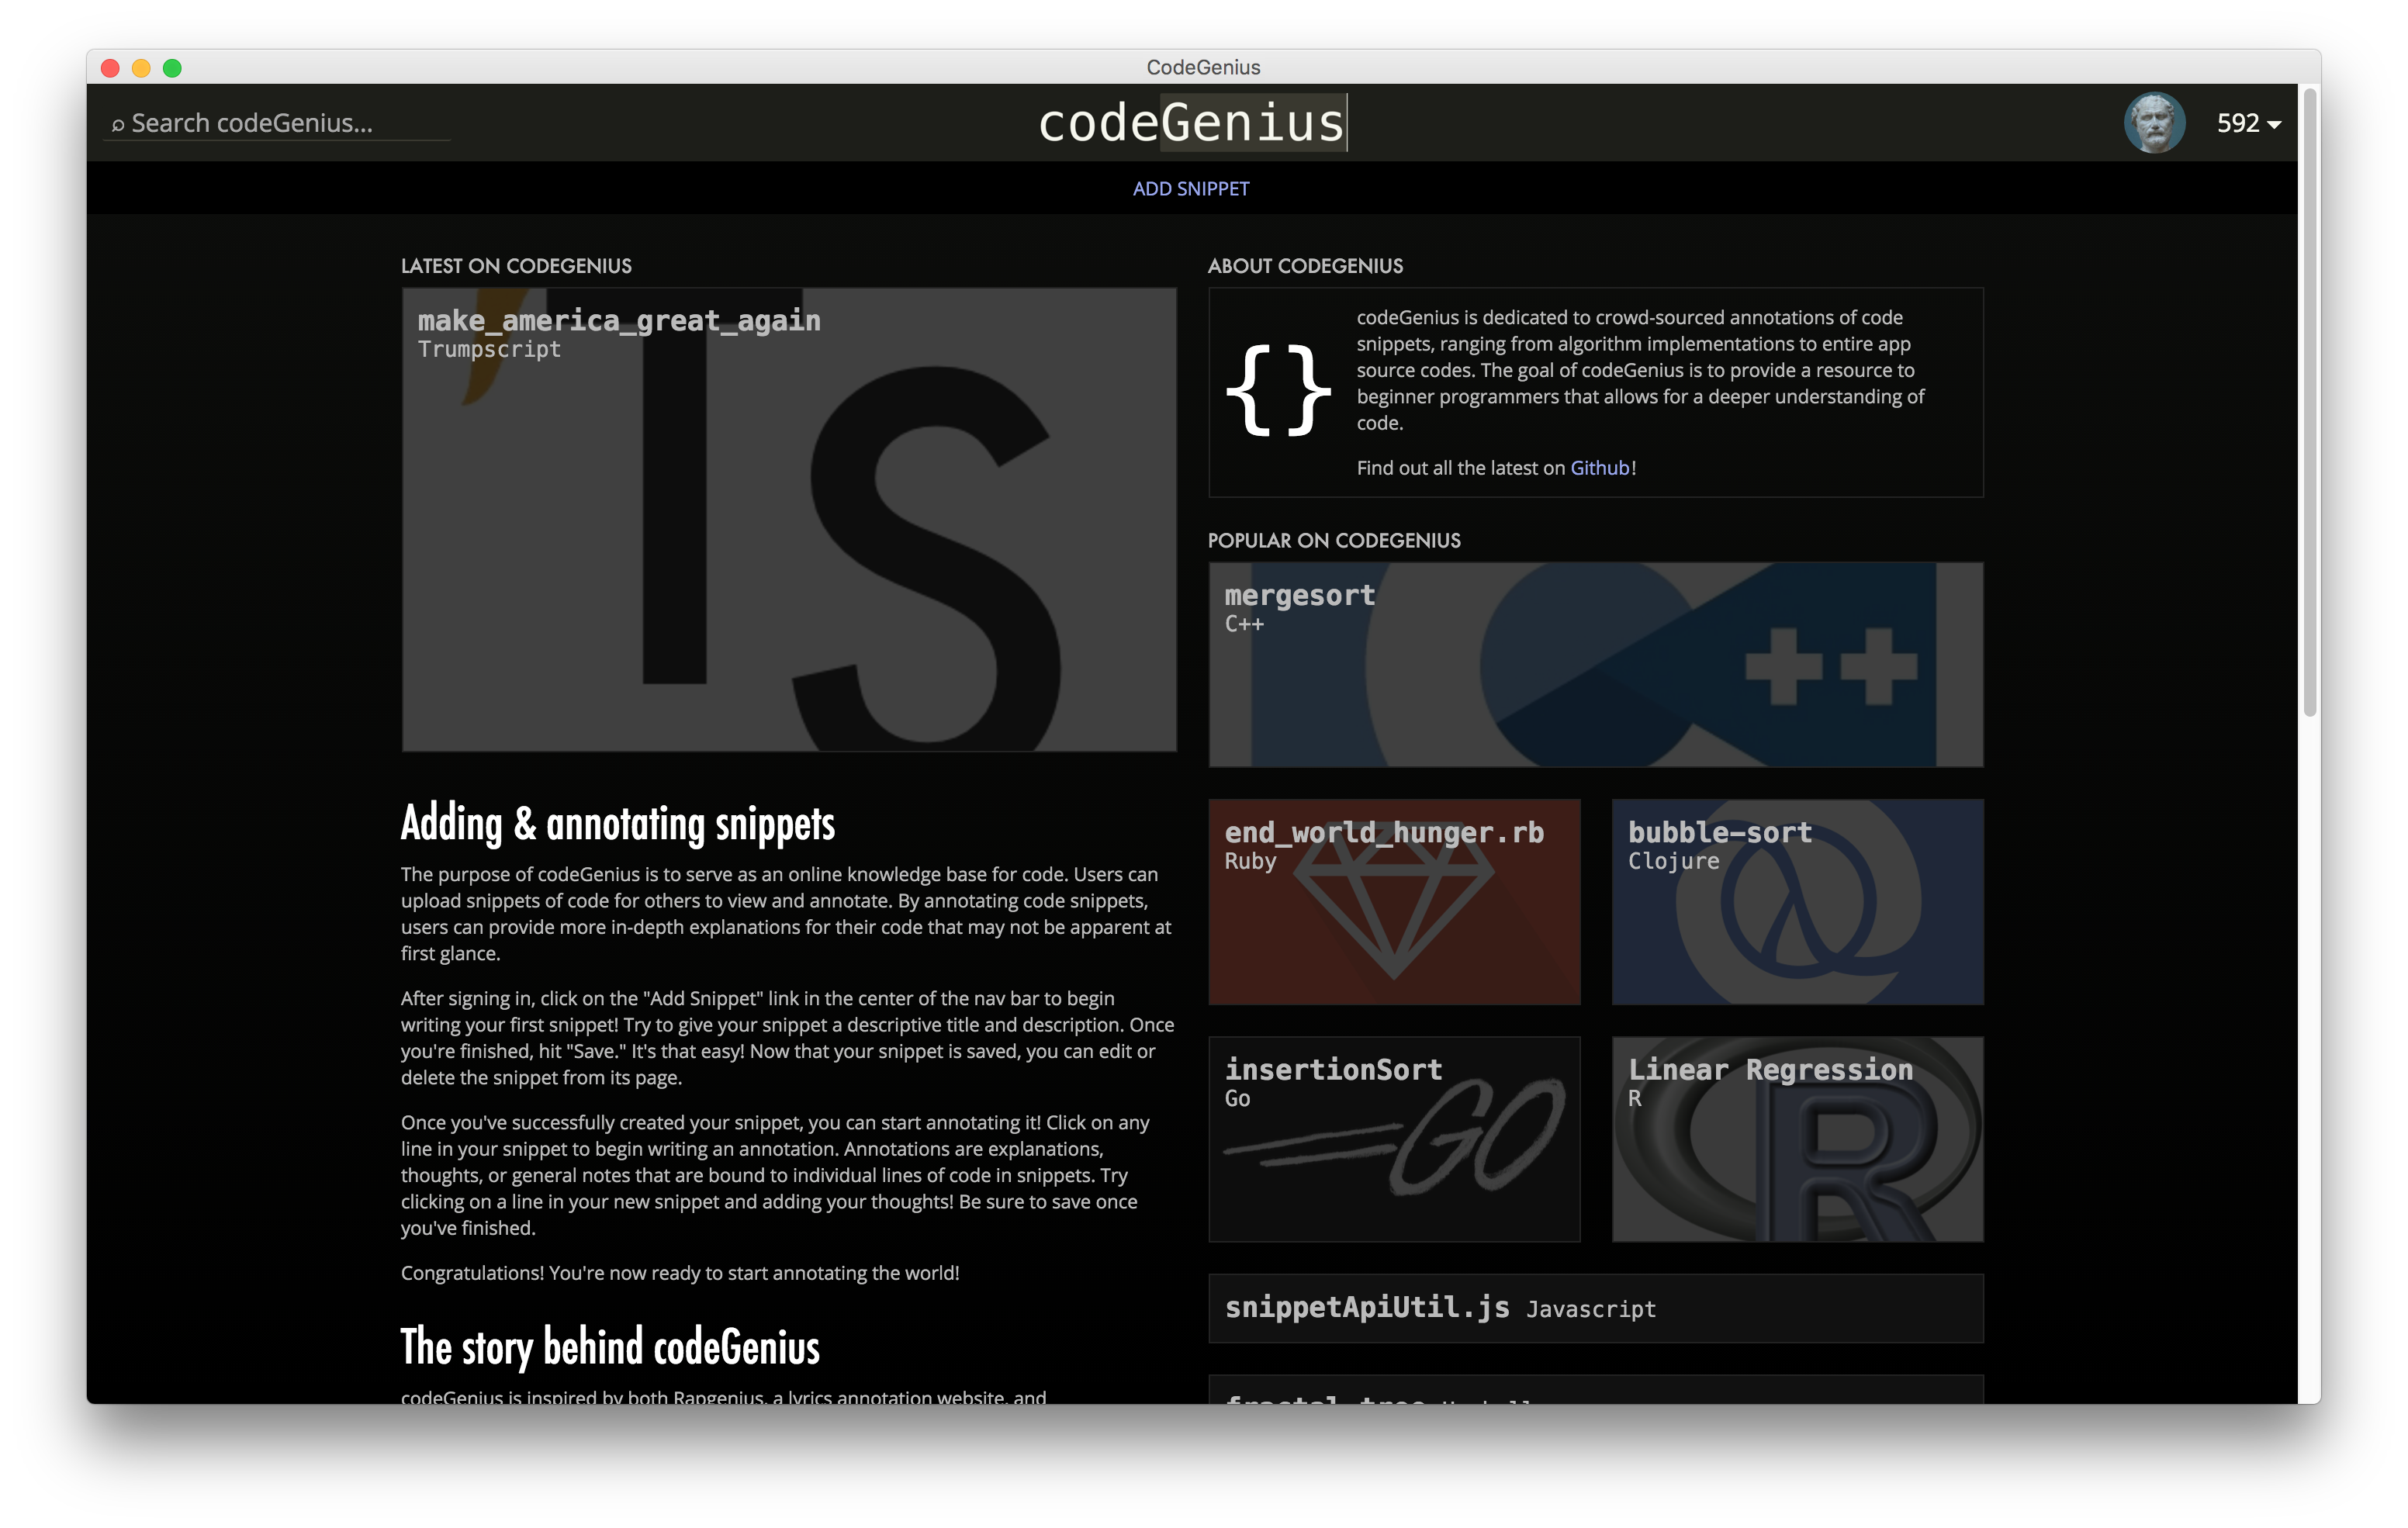 CodeGenius
Search codeGenius...
codeGenius
592
ADD SNIPPET
LATEST ON CODEGENIUS
make_america_great_again
Trumpscript
TS
Adding & annotating snippets
The purpose of codeGenius is to serve as an online knowledge base for code. Users can
upload snippets of code for others to view and annotate. By annotating code snippets,
users can provide more in-depth explanations for their code that may not be apparent at
first glance.
After signing in, click on the "Add Snippet" link in the center of the nav bar to begin
writing your first snippet! Try to give your snippet a descriptive title and description. Once
you're finished, hit "Save." It's that easy! Now that your snippet is saved, you can edit or
delete the snippet from its page.
Once you've successfully created your snippet, you can start annotating it! Click on any
line in your snippet to begin writing an annotation. Annotations are explanations,
thoughts, or general notes that are bound to individual lines of code in snippets. Try
clicking on a line in your new snippet and adding your thoughts! Be sure to save once
you've finished.
Congratulations! You're now ready to start annotating the world!
The story behind codeGenius
codeGenius is inspired by both Rapgenius, a lyrics annotation website, and
ABOUT CODEGENIUS
{}
codeGenius is dedicated to crowd-sourced annotations of code
snippets, ranging from algorithm implementations to entire app
source codes. The goal of codeGenius is to provide a resource to
beginner programmers that allows for a deeper understanding of
code.
Find out all the latest on Github!
POPULAR ON CODEGENIUS
mergesort
C++
C++
end_world_hunger.rb
Ruby
bubble-sort
Clojure
insertionSort
Go
GO
Linear Regression
R
R
snippetApiUtil.js Javascript